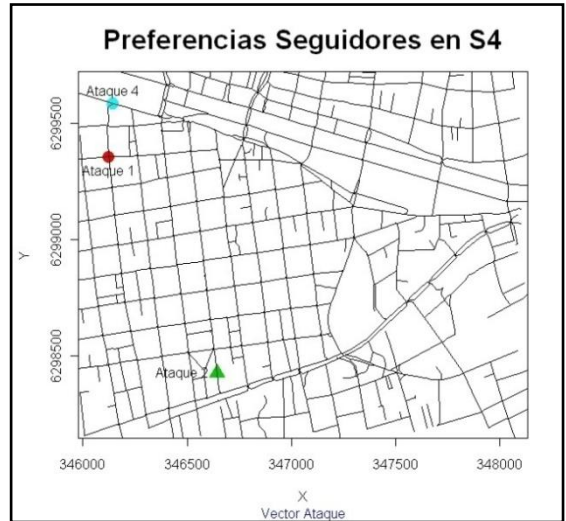 Preferencias Seguidores en S4
Ataque 4
Ataque 1
Ataque 2
Y
6299500
6299000
6298500
346000 346500 347000 347500 348000
X
Vector Ataque